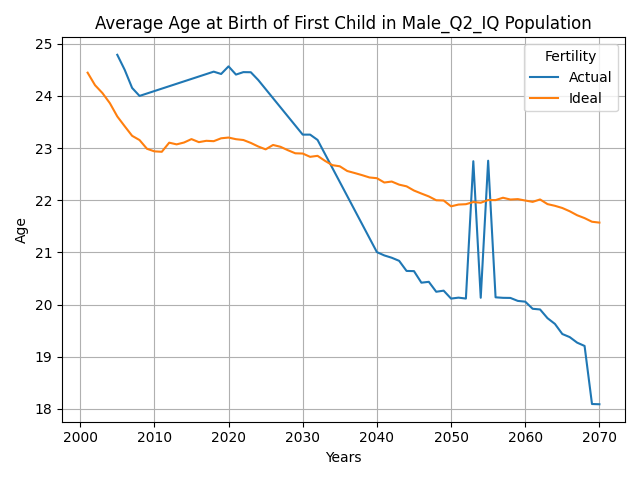 Average Age at Birth of First Child in Male_Q2_IQ Population
Fertility
Actual
Ideal
Age
25
24
23
22
21
20
19
18
2000 2010 2020 2030 2040 2050 2060 2070
Years